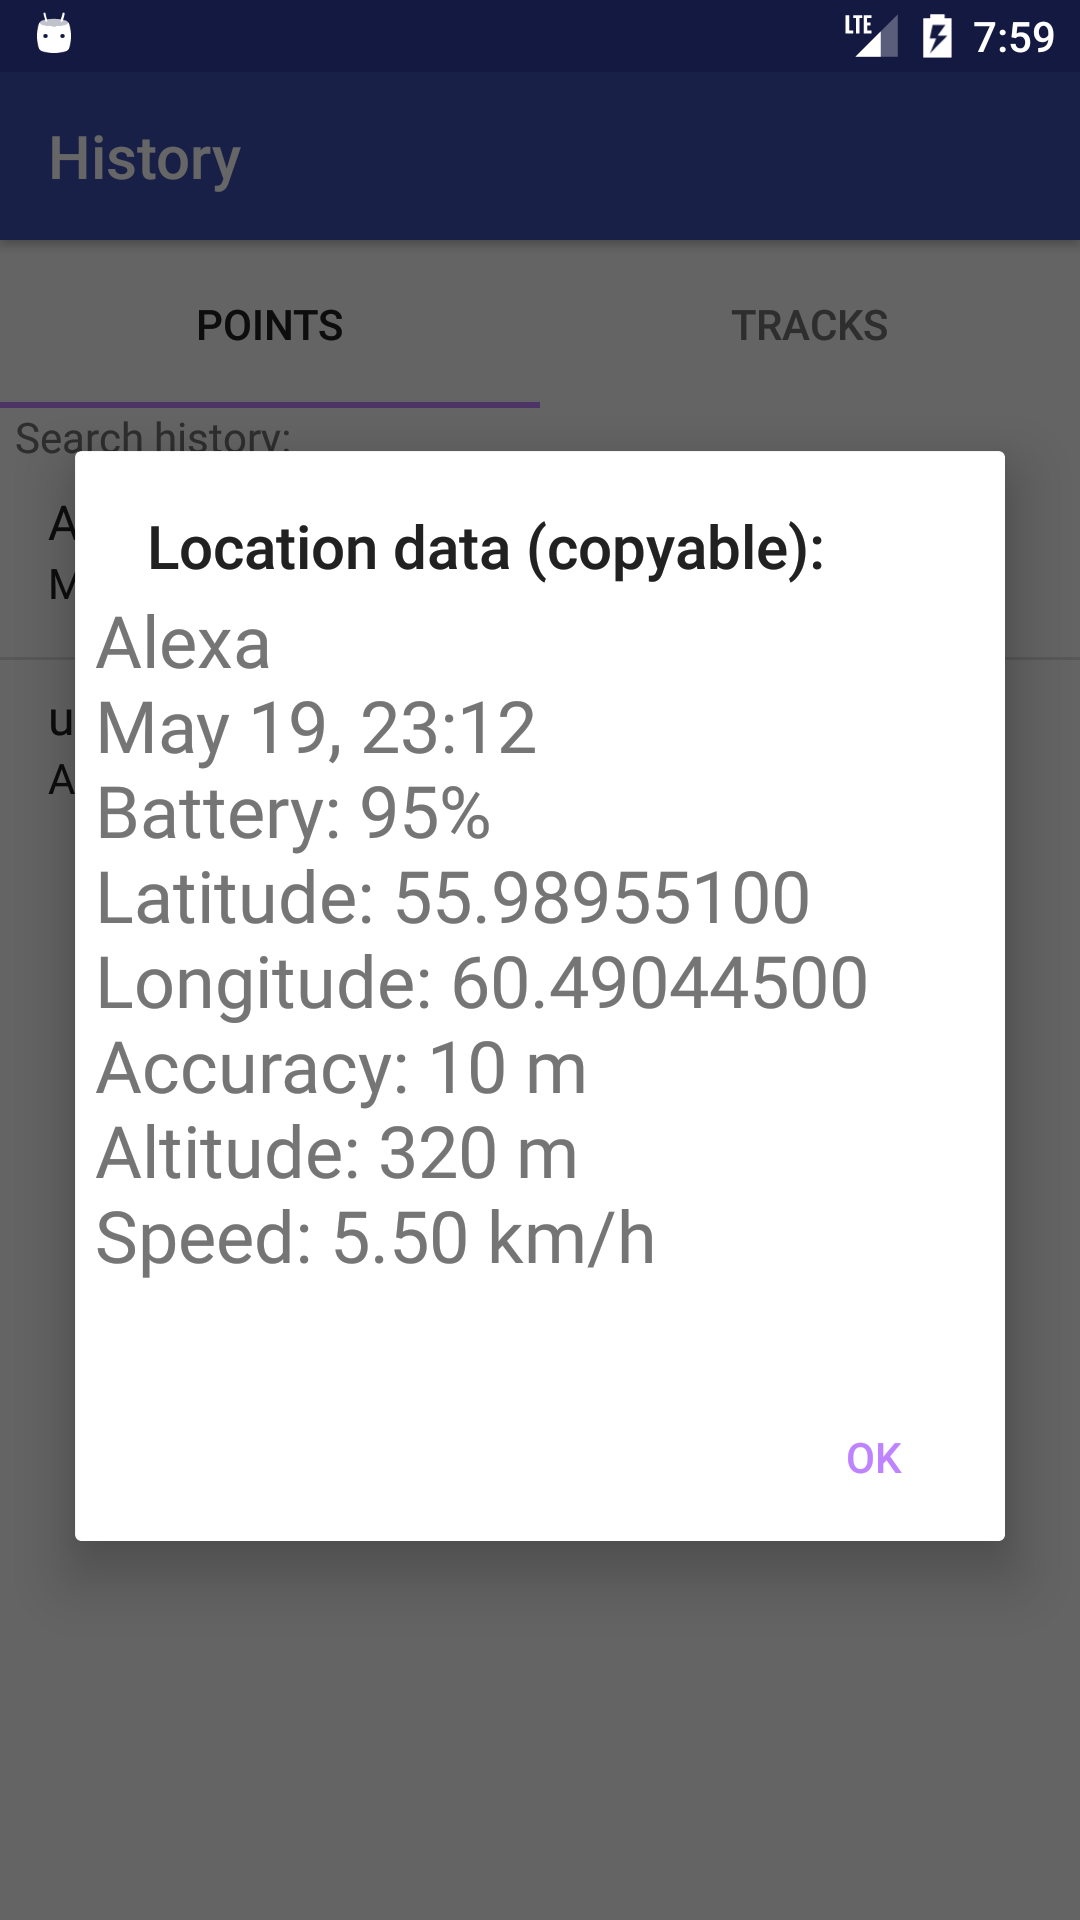 LTE 7:59
History
POINTS TRACKS
Search history:
Location data (copyable):
Alexa
May 19, 23:12
Battery: 95%
Latitude: 55.98955100
Longitude: 60.49044500
Accuracy: 10 m
Altitude: 320 m
Speed: 5.50 km/h
OK